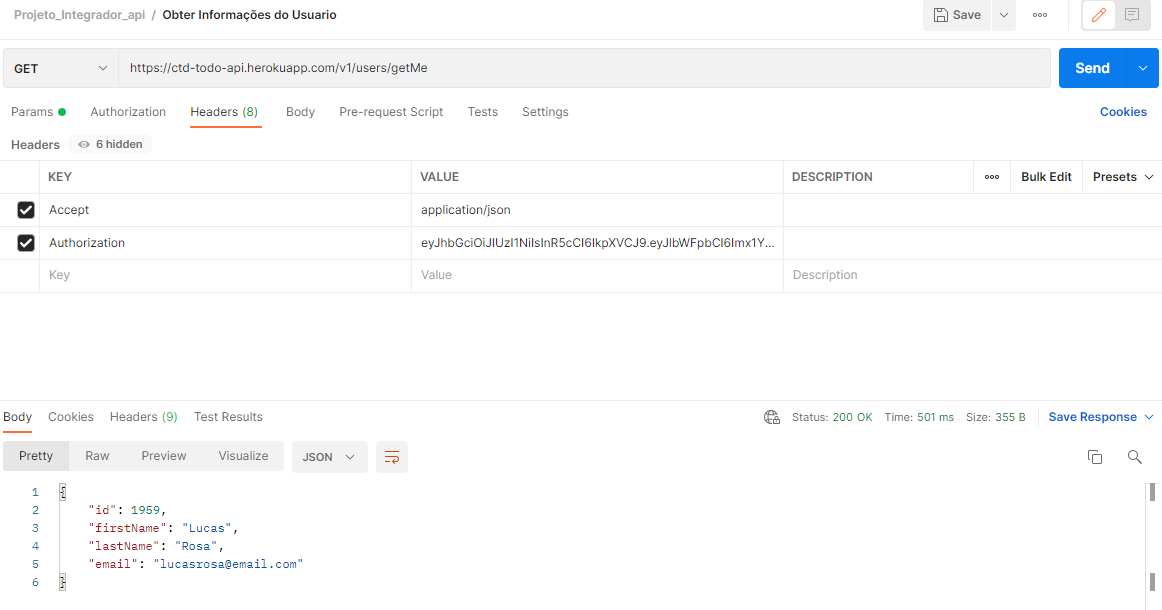 Projeto_Integrador_api / Obter Informações do Usuario Save
GET https://ctd-todo-api.herokuapp.com/v1/users/getMe Send
Params Authorization Headers (8) Body Pre-request Script Tests Settings Cookies
Headers 6 hidden
KEY VALUE DESCRIPTION Bulk Edit Presets
Accept application/json
Authorization eyJhbGciOiJIUzI1NiIsInR5cCI6IkpXVCJ9.eyJlbWFpbCI6Imx1Y...
Key Value Description
Body Cookies Headers (9) Test Results Status: 200 OK Time: 501 ms Size: 355 B Save Response
Pretty Raw Preview Visualize JSON
1 {
2 "id": 1959,
3 "firstName": "Lucas",
4 "lastName": "Rosa",
5 "email": "lucasrosa@email.com"
6 }